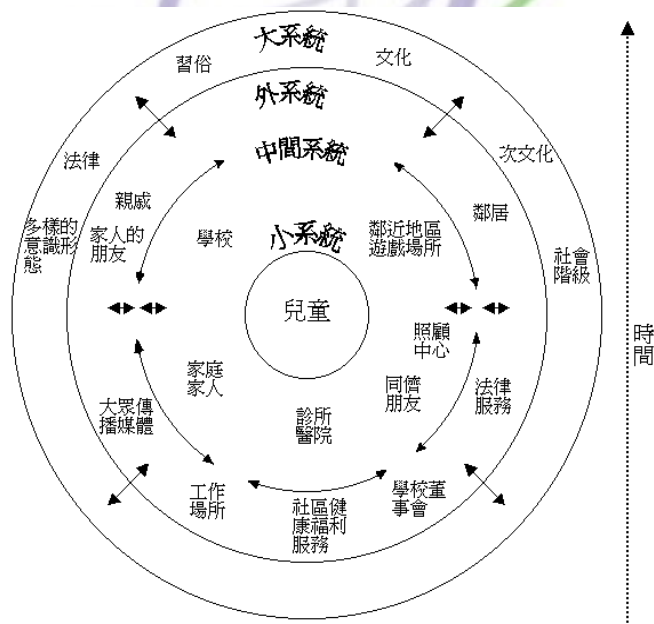 大系統
習俗
文化
外系統
法律
中間系統
次文化
親戚
鄰居
多樣的
意識形
態
家人的
朋友
學校
小系統
鄰近地區
遊戲場所
社會
階級
兒童
時
間
照顧
中心
家庭
家人
同儕
朋友
法律
服務
大眾傳
播媒體
診所
醫院
工作
場所
社區健
康福利
服務
學校董
事會